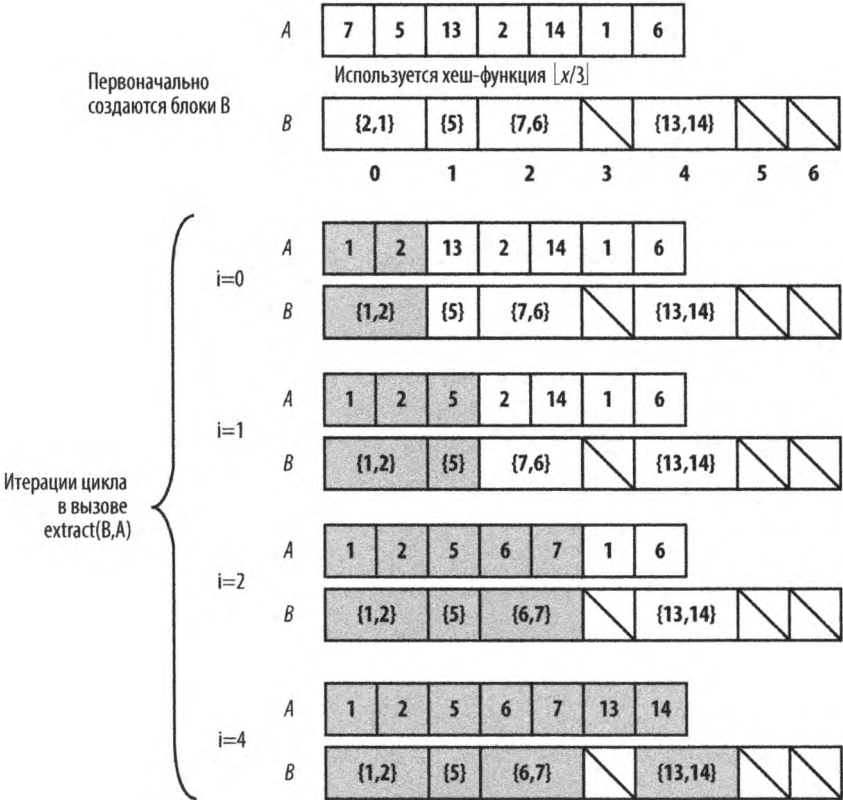 A 7 5 13 2 14 1 6
Используется хеш-функция ⌊x/3⌋
Первоначально
создаются блоки B
B {2,1} {5} {7,6} {13,14}
0 1 2 3 4 5 6
i=0
A 1 2 13 2 14 1 6
B {1,2} {5} {7,6} {13,14}
i=1
A 1 2 5 2 14 1 6
B {1,2} {5} {7,6} {13,14}
Итерации цикла
в вызове
extract(B,A)
i=2
A 1 2 5 6 7 1 6
B {1,2} {5} {6,7} {13,14}
i=4
A 1 2 5 6 7 13 14
B {1,2} {5} {6,7} {13,14}